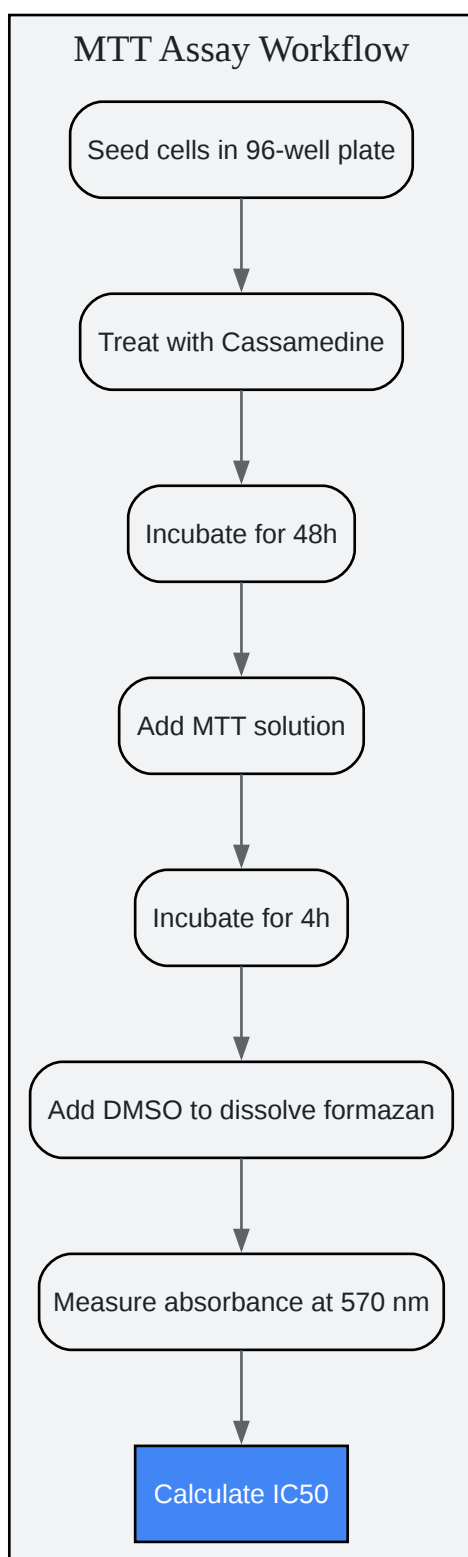 MTT Assay Workflow
Seed cells in 96-well plate
Treat with Cassamedine
Incubate for 48h
Add MTT solution
Incubate for 4h
Add DMSO to dissolve formazan
Measure absorbance at 570 nm
Calculate IC50